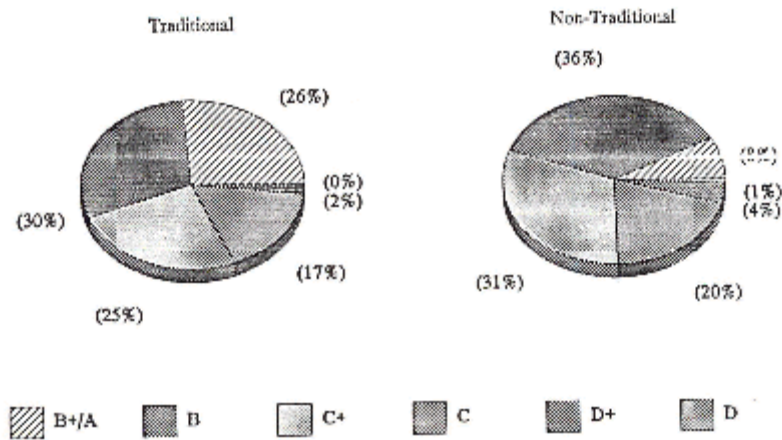 Traditional
Non-Traditional
(26%)
(0%)
(2%)
(17%)
(25%)
(30%)
(36%)
(1%)
(4%)
(20%)
(31%)
B+/A
B
C+
C
D+
D